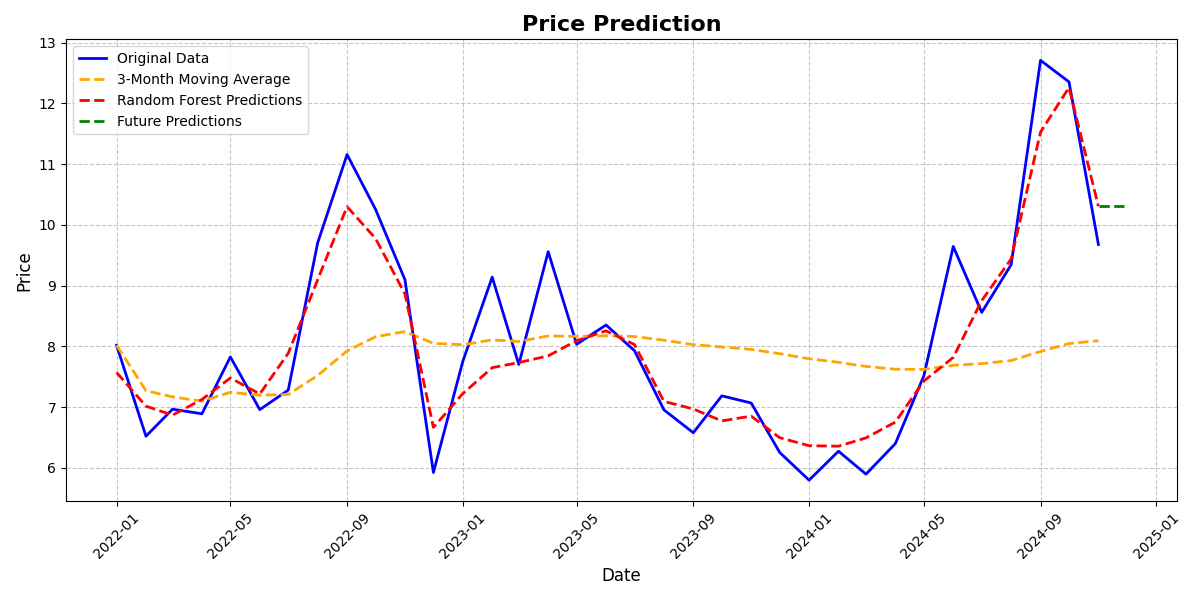 Price Prediction
Original Data
3-Month Moving Average
Random Forest Predictions
Future Predictions
13
12
11
10
9
8
7
6
Price
2022-01
2022-05
2022-09
2023-01
2023-05
2023-09
2024-01
2024-05
2024-09
2025-01
Date